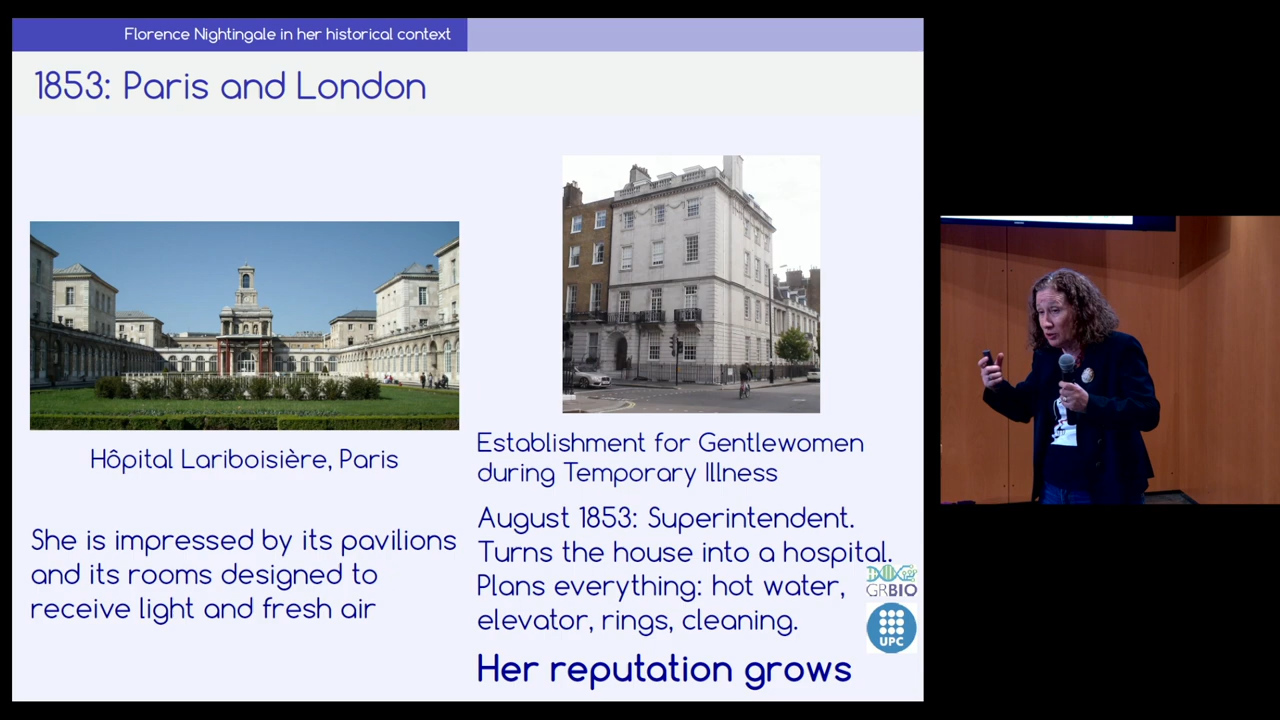 Florence Nightingale in her historical context
1853: Paris and London
Hôpital Lariboisière, Paris
She is impressed by its pavilions
and its rooms designed to
receive light and fresh air
Establishment for Gentlewomen
during Temporary Illness
August 1853: Superintendent.
Turns the house into a hospital.
Plans everything: hot water,
elevator, rings, cleaning.
Her reputation grows
GRBIO
UPC